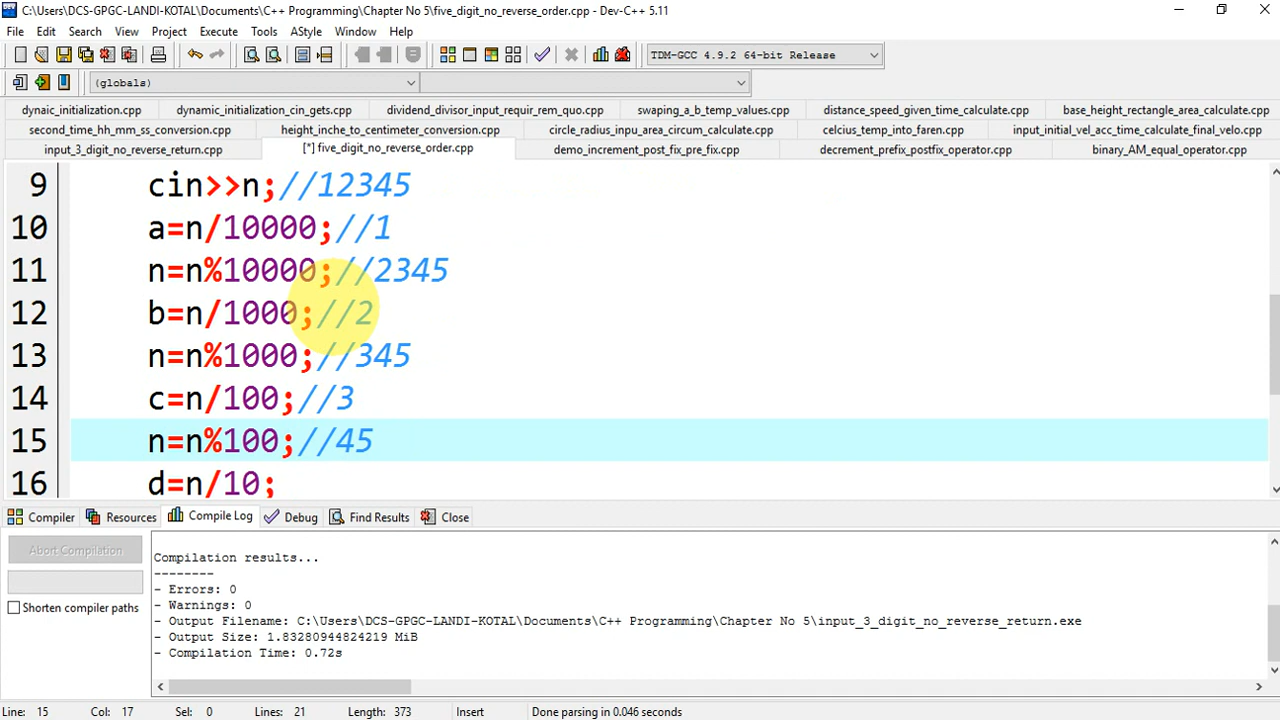 C:\Users\DCS-GPGC-LANDI-KOTAL\Documents\C++ Programming\Chapter No 5\five_digit_no_reverse_order.cpp - Dev-C++ 5.11
File Edit Search View Project Execute Tools AStyle Window Help
TDM-GCC 4.9.2 64-bit Release
(globals)
dynaic_initialization.cpp dynamic_initialization_cin_gets.cpp dividend_divisor_input_requir_rem_quo.cpp swaping_a_b_temp_values.cpp distance_speed_given_time_calculate.cpp base_height_rectangle_area_calculate.cpp
second_time_hh_mm_ss_conversion.cpp height_inche_to_centimeter_conversion.cpp circle_radius_inpu_area_circum_calculate.cpp celcius_temp_into_faren.cpp input_initial_vel_acc_time_calculate_final_velo.cpp
input_3_digit_no_reverse_return.cpp [*] five_digit_no_reverse_order.cpp demo_increment_post_fix_pre_fix.cpp decrement_prefix_postfix_operator.cpp binary_AM_equal_operator.cpp
9 cin>>n;//12345
10 a=n/10000;//1
11 n=n%10000;//2345
12 b=n/1000;//2
13 n=n%1000;//345
14 c=n/100;//3
15 n=n%100;//45
16 d=n/10;
Compiler Resources Compile Log Debug Find Results Close
Abort Compilation
Shorten compiler paths
Compilation results...
--------
- Errors: 0
- Warnings: 0
- Output Filename: C:\Users\DCS-GPGC-LANDI-KOTAL\Documents\C++ Programming\Chapter No 5\input_3_digit_no_reverse_return.exe
- Output Size: 1.83280944824219 MiB
- Compilation Time: 0.72s
Line: 15 Col: 17 Sel: 0 Lines: 21 Length: 373 Insert Done parsing in 0.046 seconds